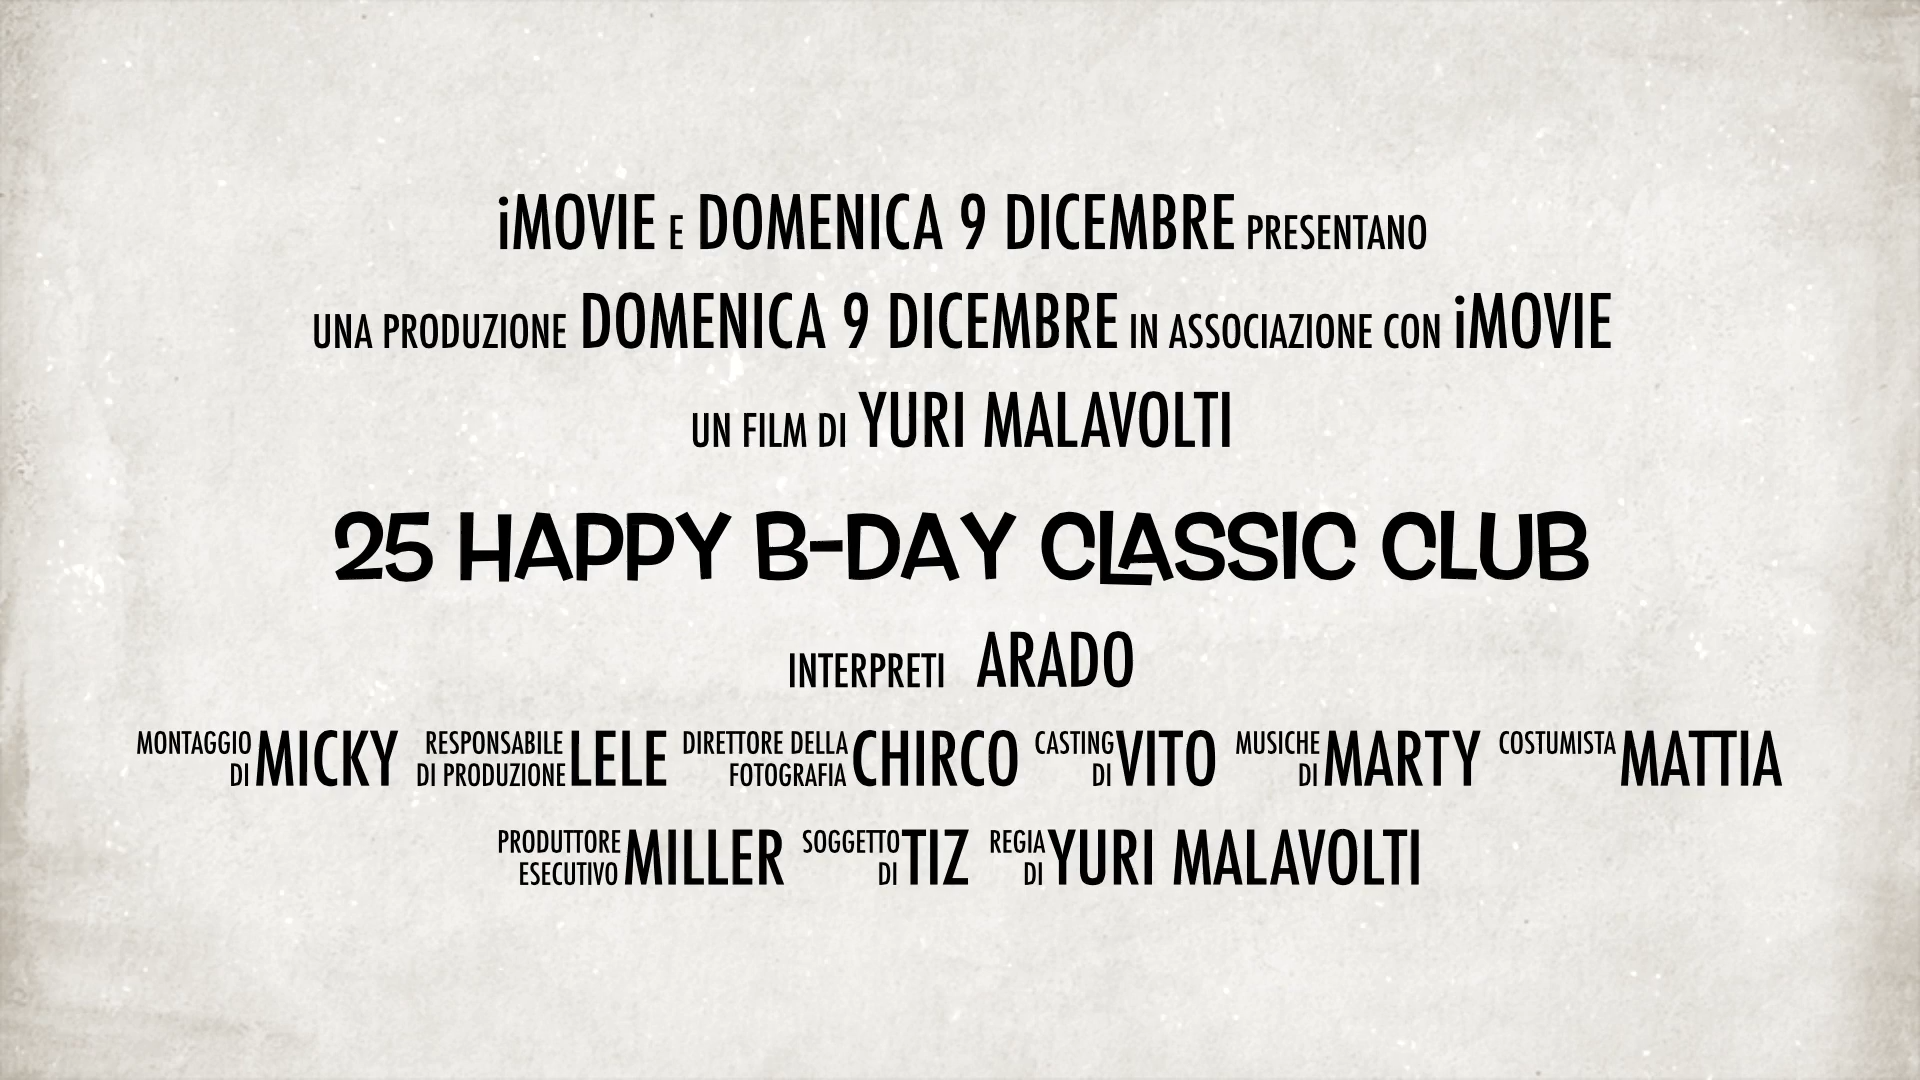 iMOVIE E DOMENICA 9 DICEMBRE PRESENTANO
UNA PRODUZIONE DOMENICA 9 DICEMBRE IN ASSOCIAZIONE CON iMOVIE
UN FILM DI YURI MALAVOLTI
25 HAPPY B-DAY CLASSIC CLUB
INTERPRETI ARADO
MONTAGGIO DI MICKY RESPONSABILE DI PRODUZIONE LELE DIRETTORE DELLA FOTOGRAFIA CHIRCO CASTING DI VITO MUSICHE DI MARTY COSTUMISTA MATTIA
PRODUTTORE ESECUTIVO MILLER SOGGETTO DI TIZ REGIA DI YURI MALAVOLTI